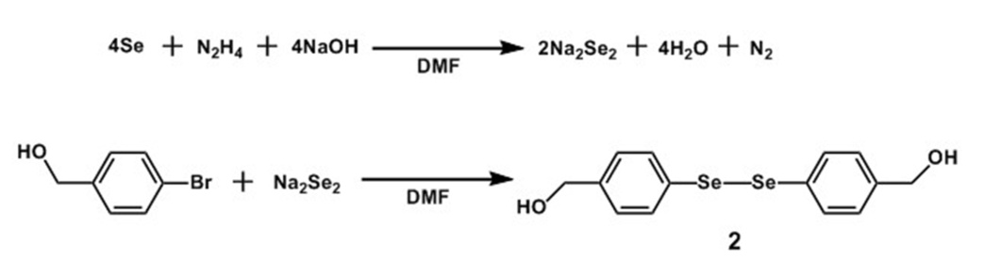 4Se + N₂H₄ + 4NaOH DMF 2Na₂Se₂ + 4H₂O + N₂
HO Br + Na₂Se₂ DMF HO Se Se OH
2